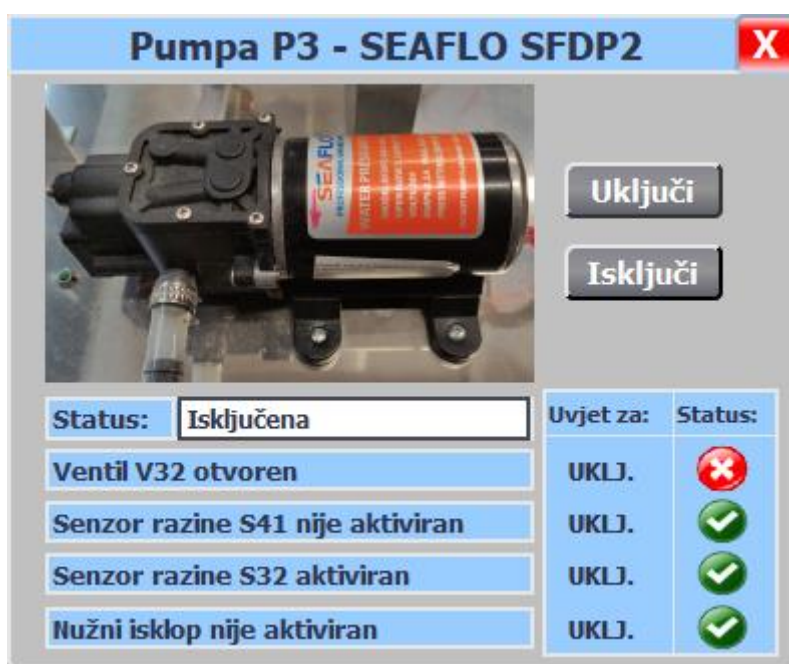 Pumpa P3 - SEAFLO SFDP2
X
SEAFLO
Uključi
Isključi
Status: Isključena
Uvjet za: Status:
Ventil V32 otvoren UKLJ.
Senzor razine S41 nije aktiviran UKLJ.
Senzor razine S32 aktiviran UKLJ.
Nužni isklop nije aktiviran UKLJ.